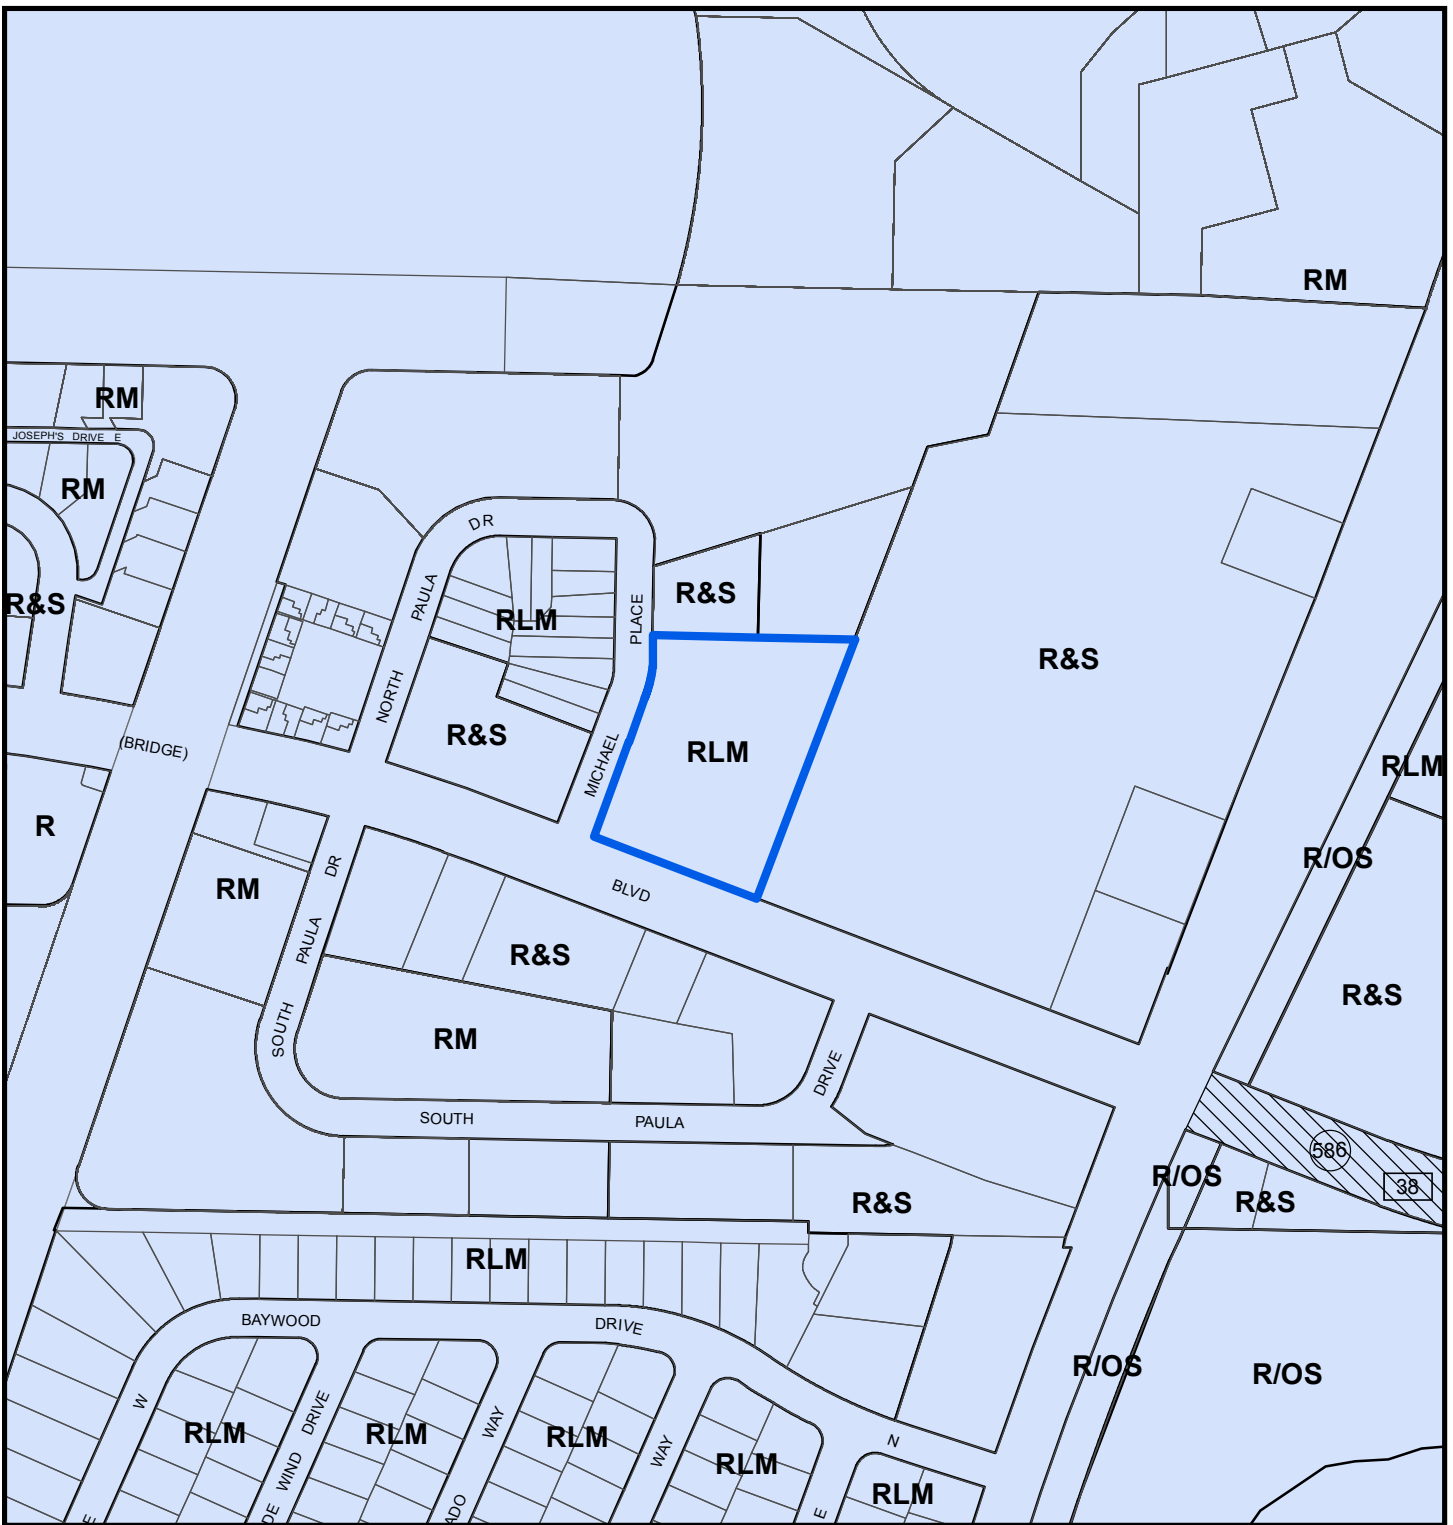 RM
RM
JOSEPH'S DRIVE E
RM
DR
R&S
R&S
PAULA
RLM
PLACE
R&S
NORTH
R&S
(BRIDGE)
MICHAEL
RLM
RLM
R
R/OS
DR
RM
BLVD
PAULA
R&S
R&S
SOUTH
RM
DRIVE
SOUTH PAULA
586
R/OS
38
R&S
R&S
RLM
BAYWOOD DRIVE
R/OS
R/OS
W
DRIVE
WAY
RLM
RLM
RLM
N
WAY
RLM
WIND
DE
RLM
ADO
E
E